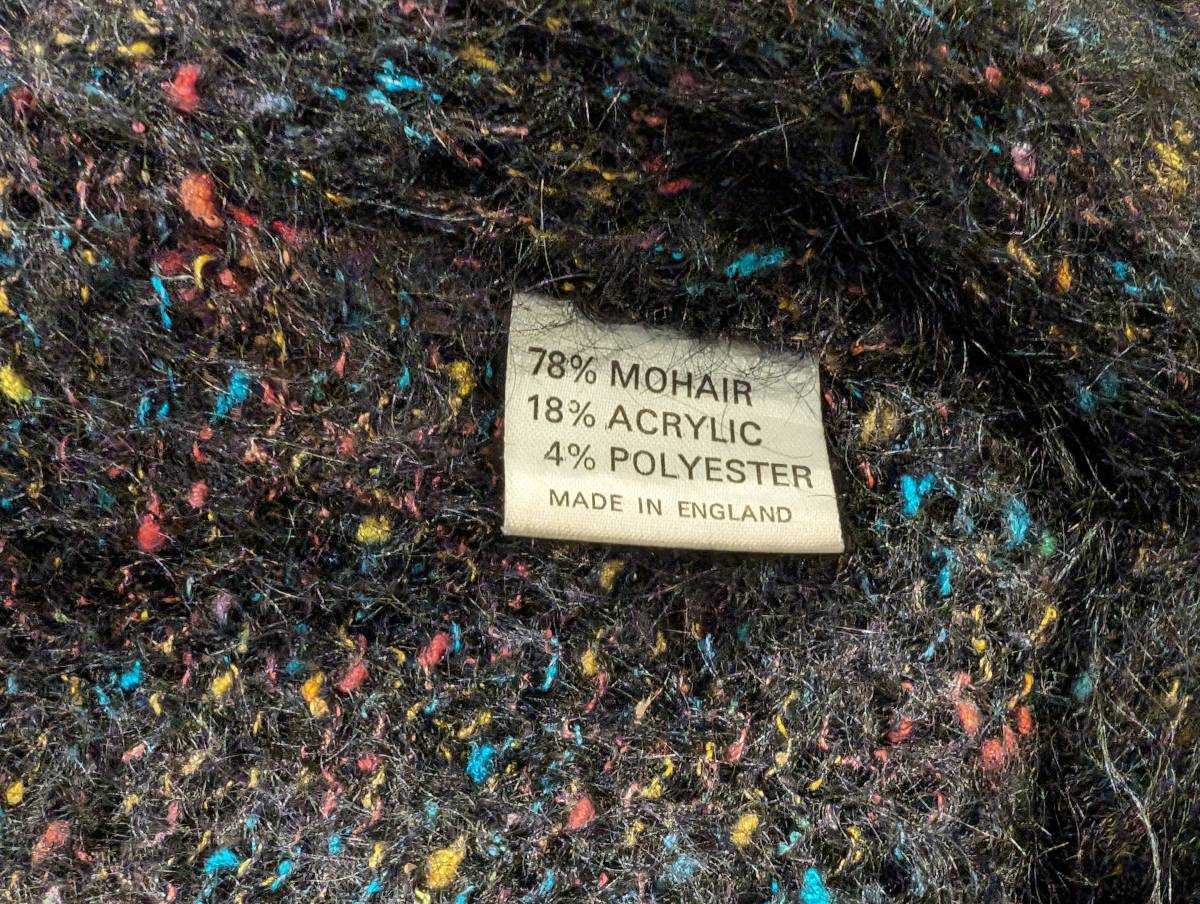 78% MOHAIR
18% ACRYLIC
4% POLYESTER
MADE IN ENGLAND